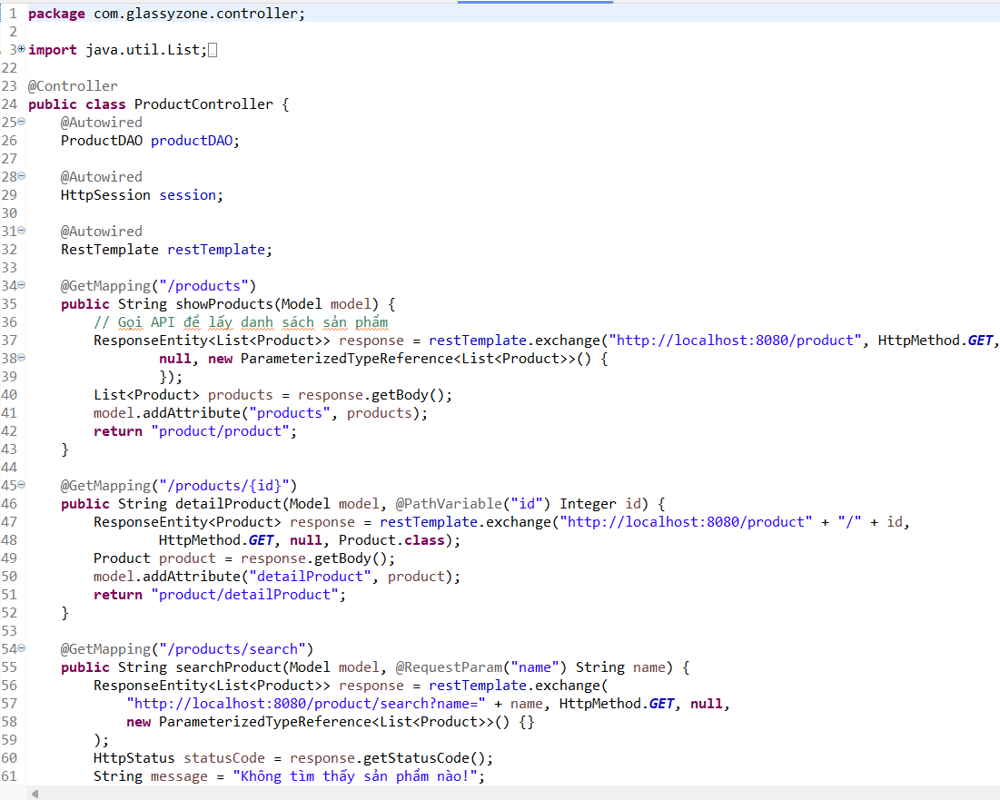 1 package com.glassyzone.controller;
2
3 import java.util.List;
22
23 @Controller
24 public class ProductController {
25     @Autowired
26     ProductDAO productDAO;
27
28     @Autowired
29     HttpSession session;
30
31     @Autowired
32     RestTemplate restTemplate;
33
34     @GetMapping("/products")
35     public String showProducts(Model model) {
36         // Gọi API để lấy danh sách sản phẩm
37         ResponseEntity<List<Product>> response = restTemplate.exchange("http://localhost:8080/product", HttpMethod.GET,
38                 null, new ParameterizedTypeReference<List<Product>>() {
39                 });
40         List<Product> products = response.getBody();
41         model.addAttribute("products", products);
42         return "product/product";
43     }
44
45     @GetMapping("/products/{id}")
46     public String detailProduct(Model model, @PathVariable("id") Integer id) {
47         ResponseEntity<Product> response = restTemplate.exchange("http://localhost:8080/product" + "/" + id,
48                 HttpMethod.GET, null, Product.class);
49         Product product = response.getBody();
50         model.addAttribute("detailProduct", product);
51         return "product/detailProduct";
52     }
53
54     @GetMapping("/products/search")
55     public String searchProduct(Model model, @RequestParam("name") String name) {
56         ResponseEntity<List<Product>> response = restTemplate.exchange(
57             "http://localhost:8080/product/search?name=" + name, HttpMethod.GET, null,
58             new ParameterizedTypeReference<List<Product>>() {}
59         );
60         HttpStatus statusCode = response.getStatusCode();
61         String message = "Không tìm thấy sản phẩm nào!";